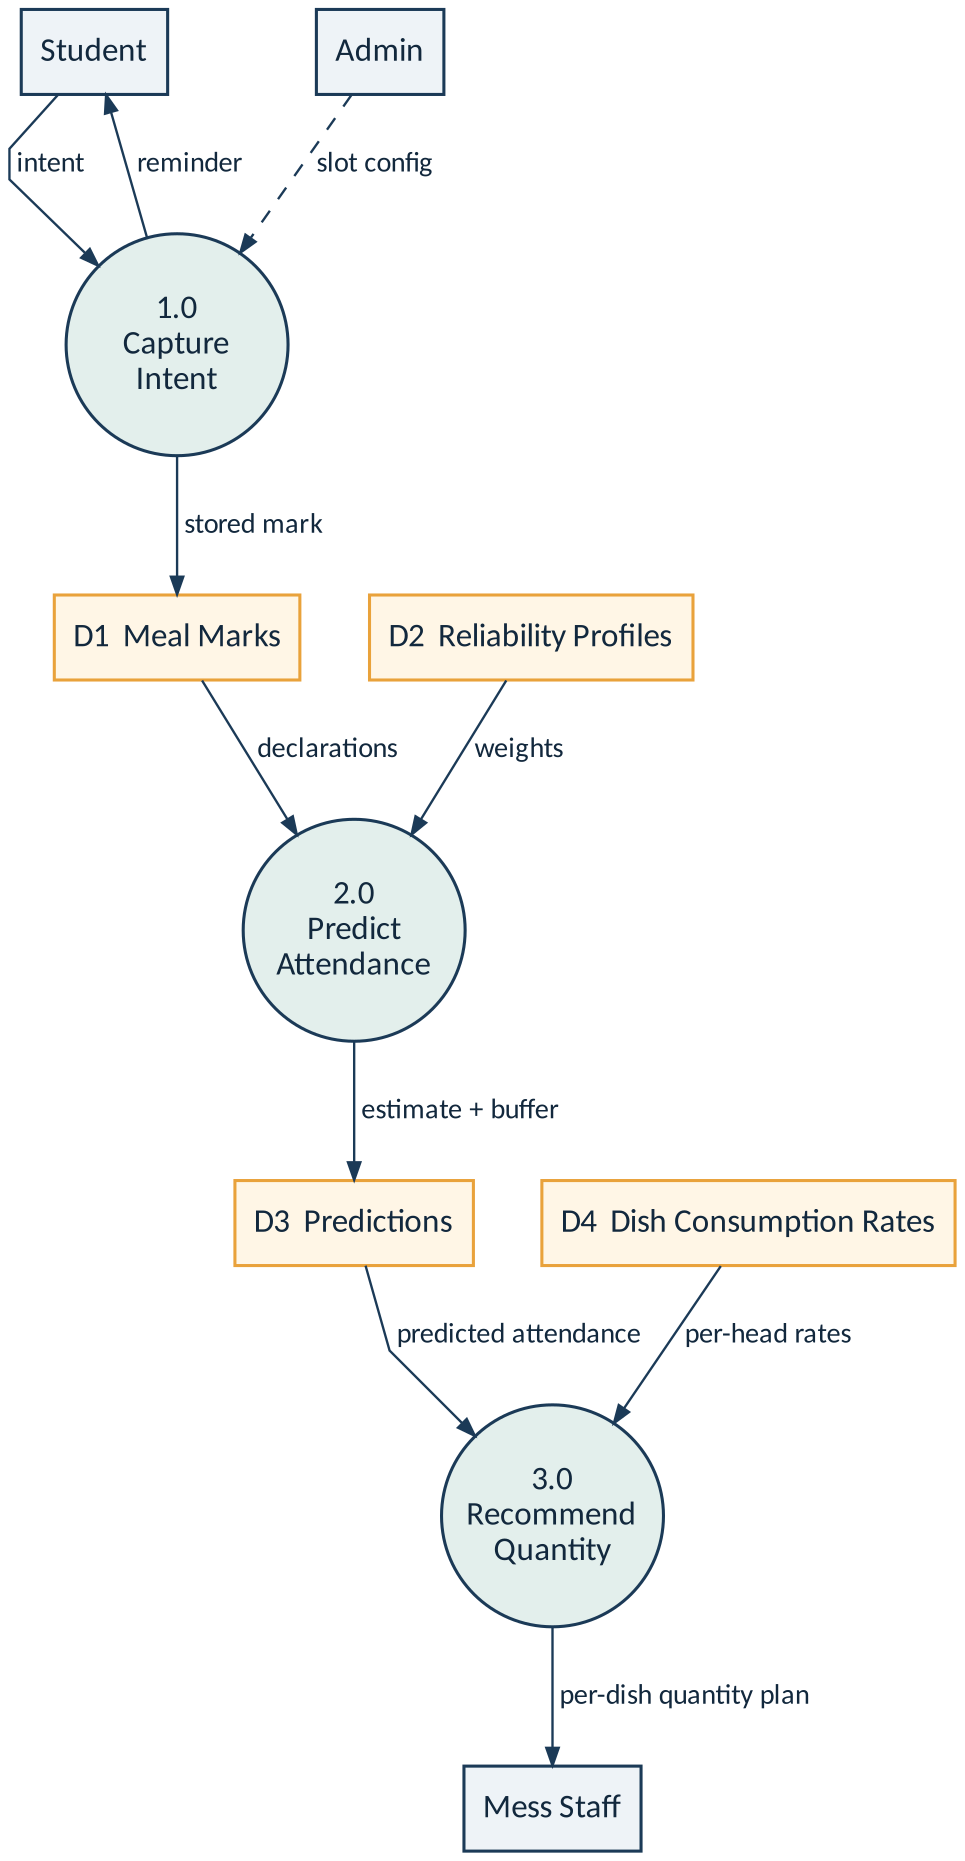 Student
Admin
intent
reminder
slot config
1.0
Capture
Intent
stored mark
D1 Meal Marks
D2 Reliability Profiles
declarations
weights
2.0
Predict
Attendance
estimate + buffer
D3 Predictions
D4 Dish Consumption Rates
predicted attendance
per-head rates
3.0
Recommend
Quantity
per-dish quantity plan
Mess Staff